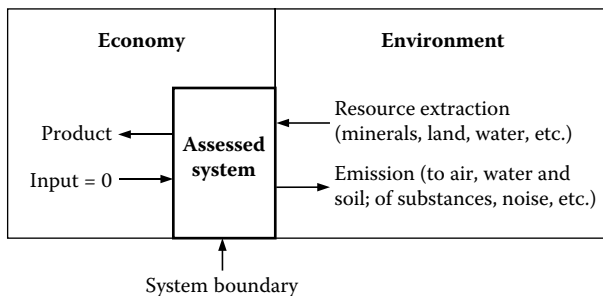 Economy
Environment
Product
Input = 0
Assessed
system
Resource extraction
(minerals, land, water, etc.)
Emission (to air, water and
soil; of substances, noise, etc.)
System boundary